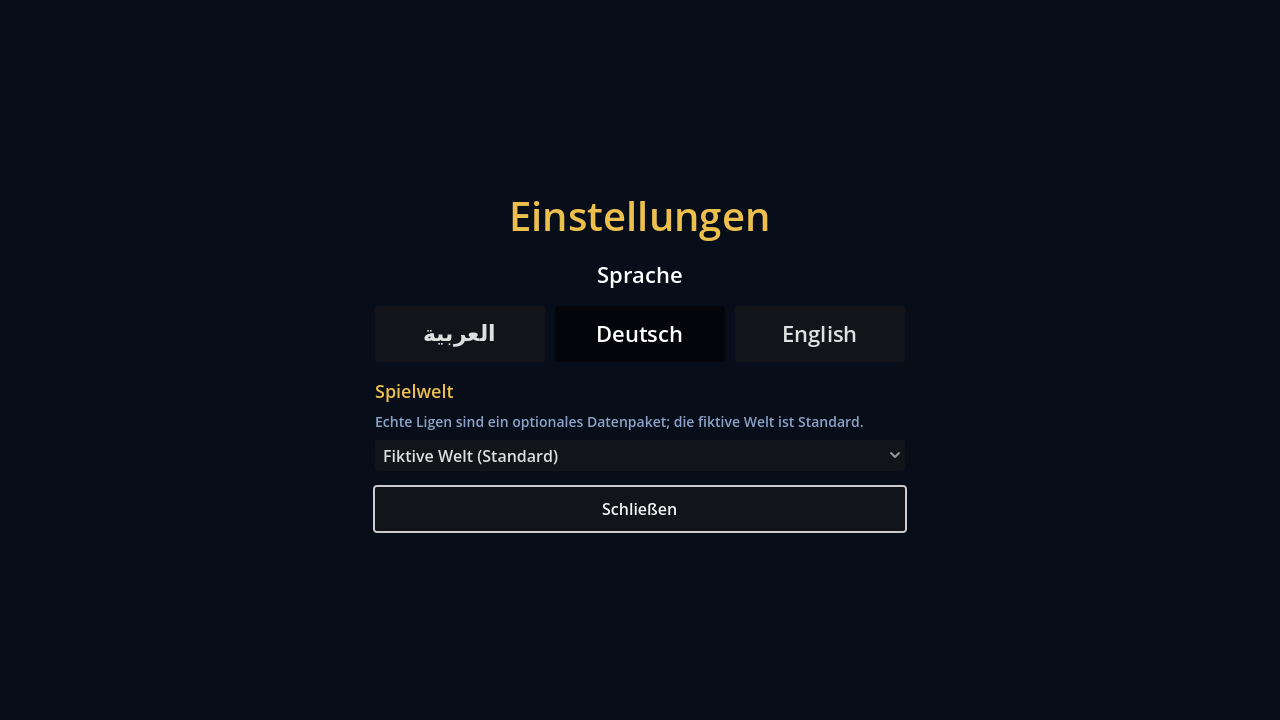 Einstellungen
Sprache
العربية
Deutsch
English
Spielwelt
Echte Ligen sind ein optionales Datenpaket; die fiktive Welt ist Standard.
Fiktive Welt (Standard)
Schließen